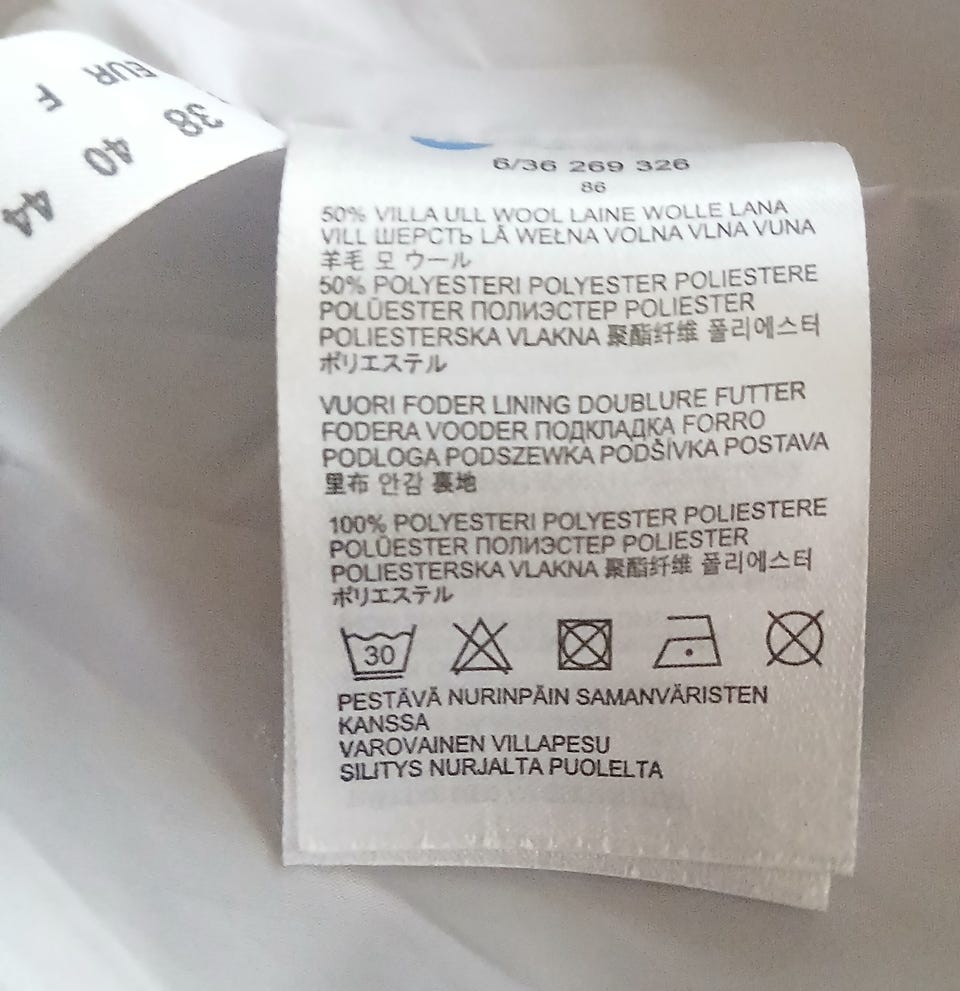 EUR 38
F 40
44
6/36 269 326
86
50% VILLA ULL WOOL LAINE WOLLE LANA
VILL ШЕРСТЬ LÃ WEŁNA VOLNA VLNA VUNA
羊毛 모 ウール
50% POLYESTERI POLYESTER POLIESTERE
POLÜESTER ПОЛИЭСТЕР POLIESTER
POLIESTERSKA VLAKNA 聚酯纤维 폴리에스터
ポリエステル
VUORI FODER LINING DOUBLURE FUTTER
FODERA VOODER ПОДКЛАДКА FORRO
PODLOGA PODSZEWKA PODŠÍVKA POSTAVA
里布 안감 裏地
100% POLYESTERI POLYESTER POLIESTERE
POLÜESTER ПОЛИЭСТЕР POLIESTER
POLIESTERSKA VLAKNA 聚酯纤维 폴리에스터
ポリエステル
30
PESTÄVÄ NURINPÄIN SAMANVÄRISTEN
KANSSA
VAROVAINEN VILLAPESU
SILITYS NURJALTA PUOLELTA